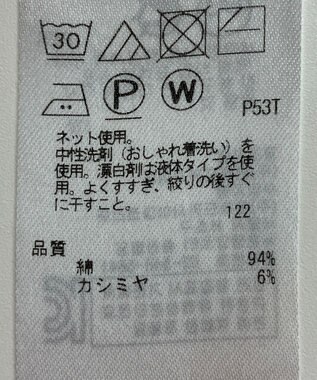 30
P W
P53T
ネット使用。
中性洗剤（おしゃれ着洗い）を
使用。漂白剤は液体タイプを使
用。よくすすぎ、絞りの後すぐ
に干すこと。
122
品質
綿 94%
カシミヤ 6%